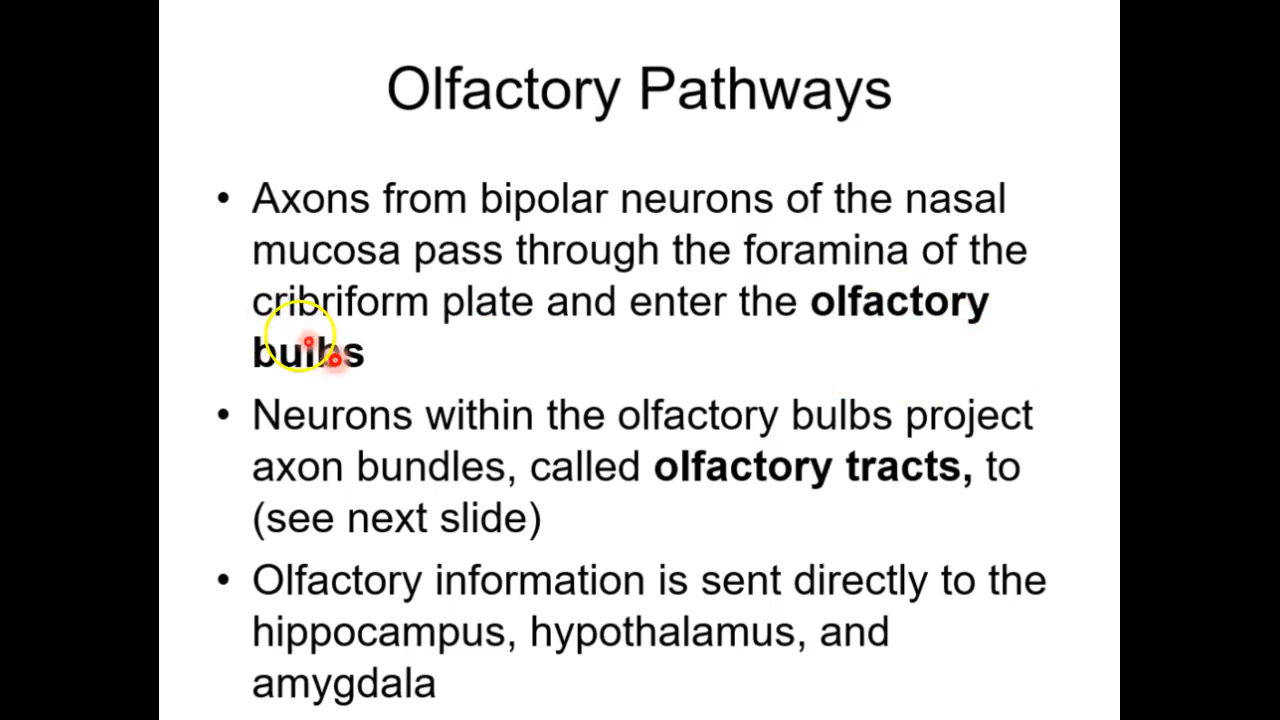 Olfactory Pathways
• Axons from bipolar neurons of the nasal
mucosa pass through the foramina of the
cribriform plate and enter the olfactory
bulbs
• Neurons within the olfactory bulbs project
axon bundles, called olfactory tracts, to
(see next slide)
• Olfactory information is sent directly to the
hippocampus, hypothalamus, and
amygdala